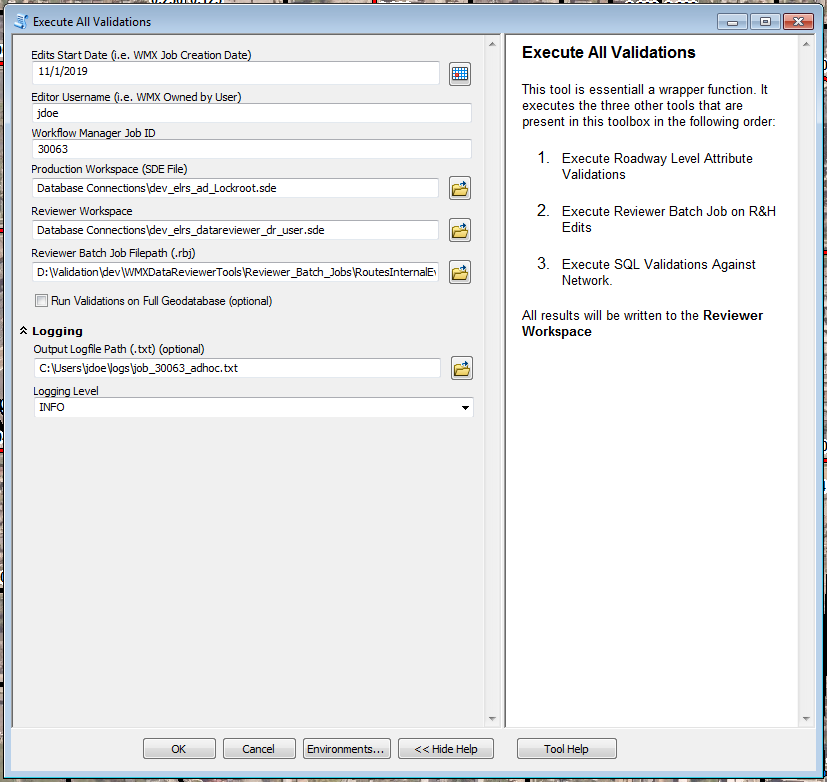 Execute All Validations
Edits Start Date (i.e. WMX Job Creation Date)
11/1/2019
Editor Username (i.e. WMX Owned by User)
jdoe
Workflow Manager Job ID
30063
Production Workspace (SDE File)
Database Connections\dev_elrs_ad_Lockroot.sde
Reviewer Workspace
Database Connections\dev_elrs_datareviewer_dr_user.sde
Reviewer Batch Job Filepath (.rbj)
D:\Validation\dev\WMXDataReviewerTools\Reviewer_Batch_Jobs\RoutesInternalEv
Run Validations on Full Geodatabase (optional)
Logging
Output Logfile Path (.txt) (optional)
C:\Users\jdoe\logs\job_30063_adhoc.txt
Logging Level
INFO
Execute All Validations
This tool is essentiall a wrapper function. It
executes the three other tools that are
present in this toolbox in the following order:
1. Execute Roadway Level Attribute
Validations
2. Execute Reviewer Batch Job on R&H
Edits
3. Execute SQL Validations Against
Network.
All results will be written to the Reviewer
Workspace
OK
Cancel
Environments...
<< Hide Help
Tool Help